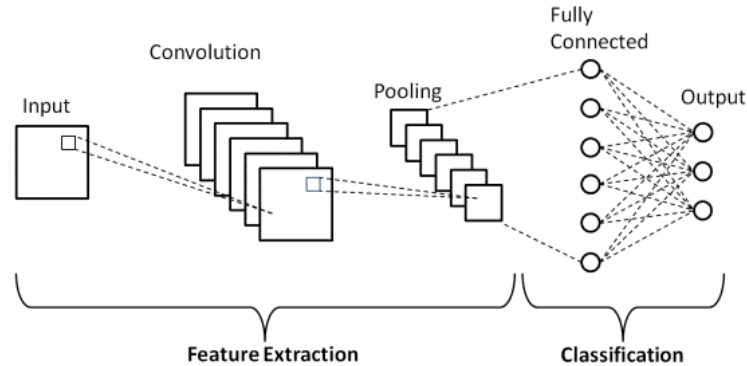 Input
Convolution
Pooling
Fully
Connected
Output
Feature Extraction
Classification